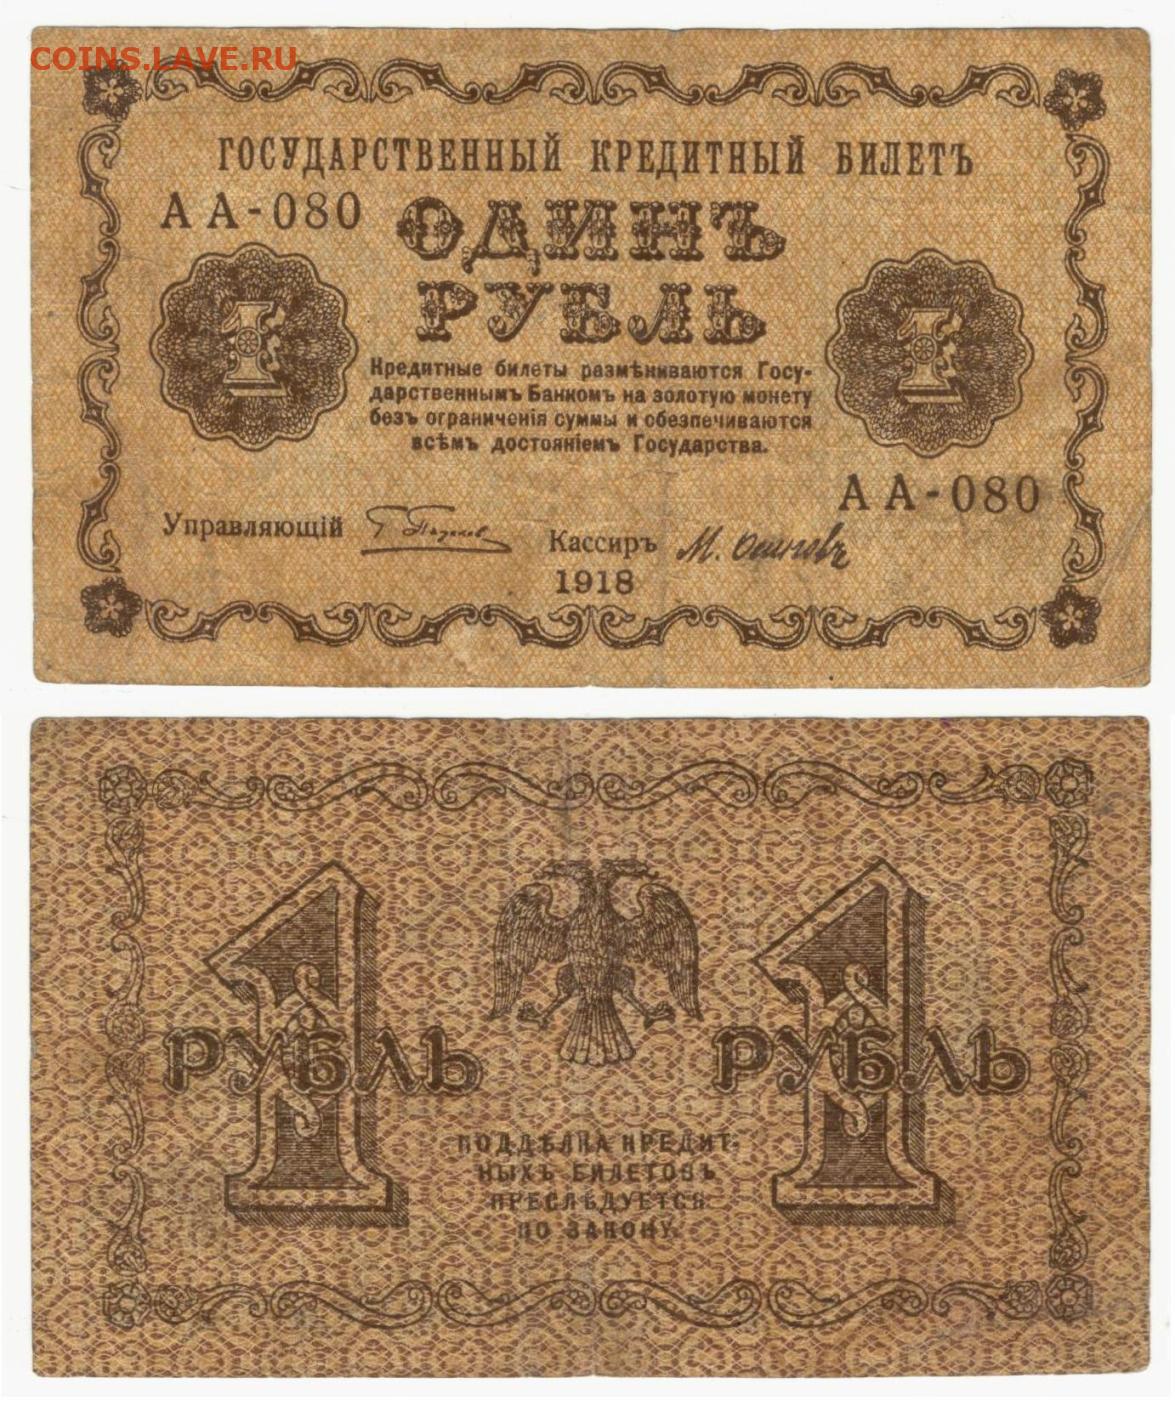 COINS.LAVE.RU
ГОСУДАРСТВЕННЫЙ КРЕДИТНЫЙ БИЛЕТЪ
АА-080
ОДИНЪ
РУБЛЬ
1
1
Кредитные билеты размѣниваются Госу-
дарственнымъ Банкомъ на золотую монету
безъ ограниченія суммы и обезпечиваются
всѣмъ достояніемъ Государства.
АА-080
Управляющій
Кассиръ М. Осиповъ
1918
1 1
РУБЛЬ РУБЛЬ
ПОДДѢЛКА КРЕДИТ-
НЫХЪ БИЛЕТОВЪ
ПРЕСЛѢДУЕТСЯ
ПО ЗАКОНУ.